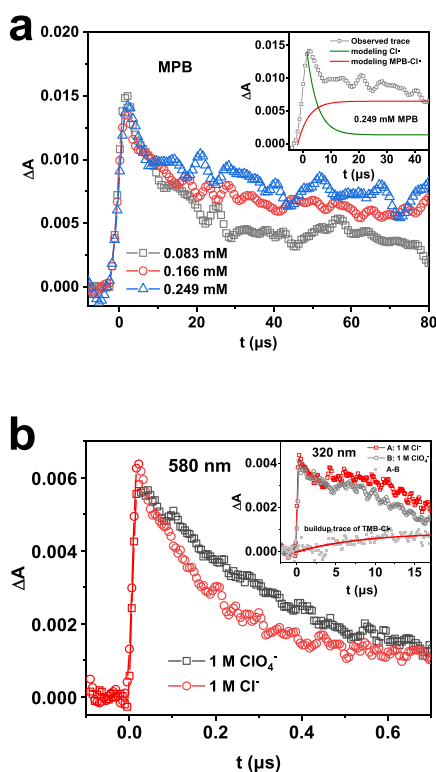 a
0.020
0.015
0.010
0.005
0.000
ΔA
MPB
0.083 mM
0.166 mM
0.249 mM
0 20 40 60 80
t (µs)
0.015
0.010
0.005
0.000
ΔA
Observed trace
modeling Cl•
modeling MPB-Cl•
0.249 mM MPB
0 10 20 30 40
t (µs)
b
580 nm
0.006
0.004
0.002
0.000
ΔA
1 M ClO₄⁻
1 M Cl⁻
0.0 0.2 0.4 0.6
t (µs)
320 nm
A: 1 M Cl⁻
B: 1 M ClO₄⁻
A-B
0.004
0.002
0.000
ΔA
buildup trace of TMB-Cl•
0 5 10 15
t (µs)